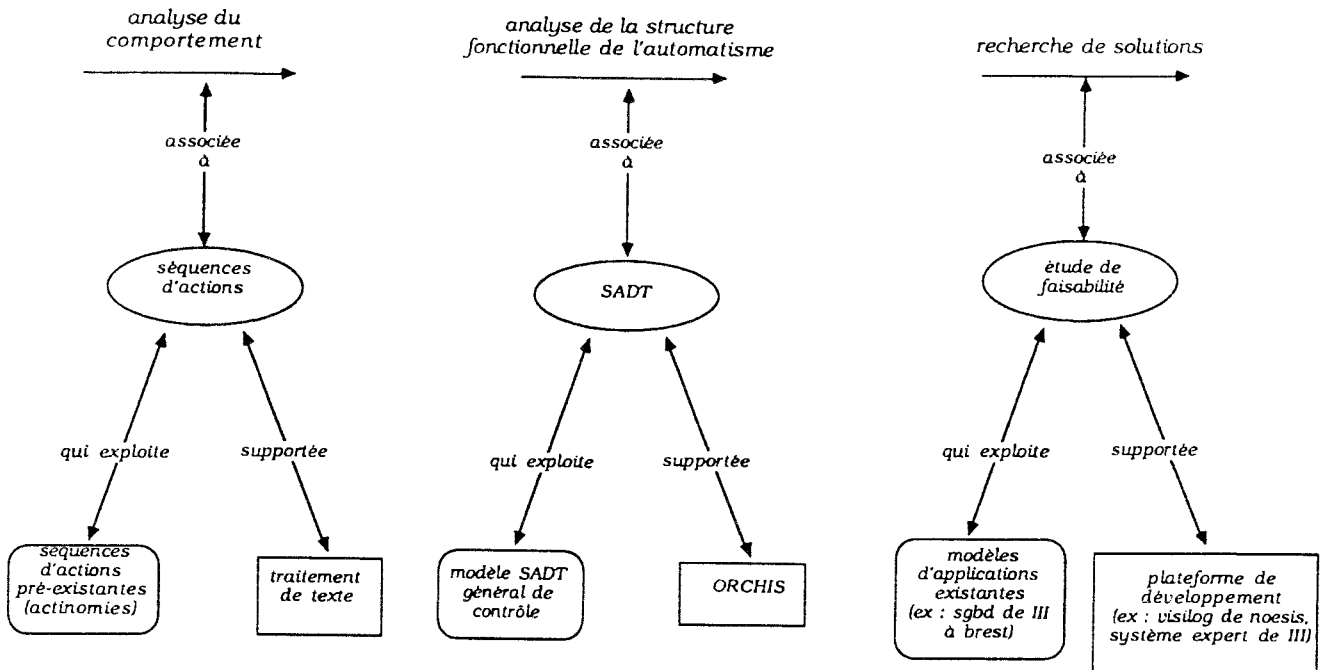 analyse du
comportement
associée
à
séquences
d'actions
qui exploite
supportée
séquences
d'actions
pré-existantes
(actinomies)
traitement
de texte
analyse de la structure
fonctionnelle de l'automatisme
associée
à
SADT
qui exploite
supportée
modèle SADT
général de
contrôle
ORCHIS
recherche de solutions
associée
à
étude de
faisabilité
qui exploite
supportée
modèles
d'applications
existantes
(ex : sgbd de III
à brest)
plateforme de
développement
(ex : visilog de noesis,
système expert de III)